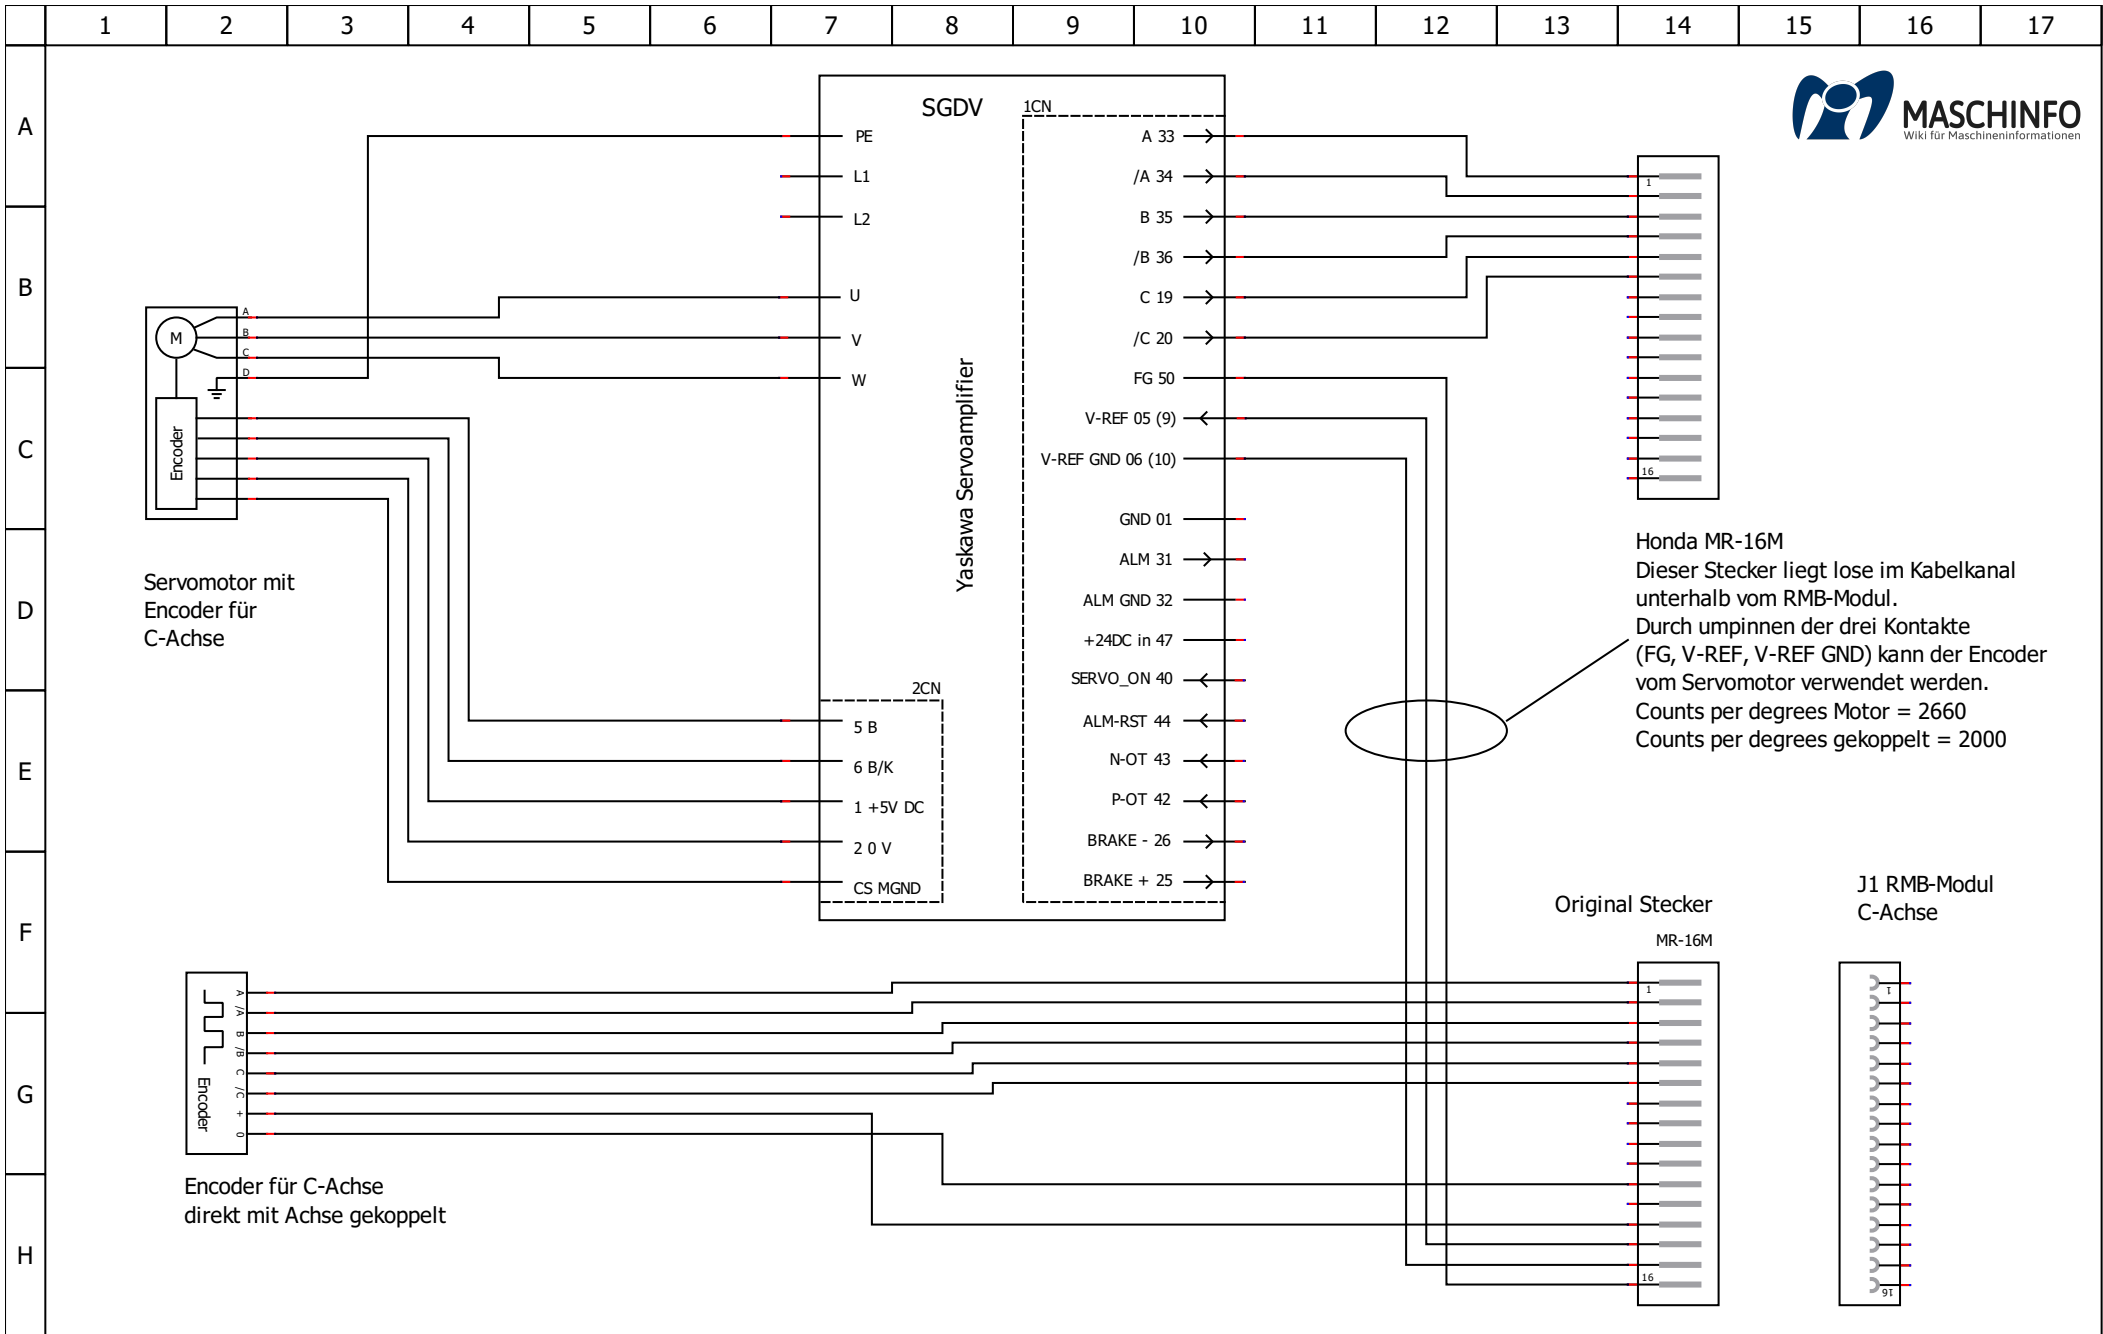 1 2 3 4 5 6 7 8 9 10 11 12 13 14 15 16 17
A
B
C
D
E
F
G
H
MASCHINFO
Wiki für Maschineninformationen
SGDV
Yaskawa Servoamplifier
PE
L1
L2
U
V
W
2CN
5 B
6 B/K
1 +5V DC
2 0 V
CS MGND
1CN
A 33
/A 34
B 35
/B 36
C 19
/C 20
FG 50
V-REF 05 (9)
V-REF GND 06 (10)
GND 01
ALM 31
ALM GND 32
+24DC in 47
SERVO_ON 40
ALM-RST 44
N-OT 43
P-OT 42
BRAKE - 26
BRAKE + 25
M
A
B
C
D
Encoder
Servomotor mit
Encoder für
C-Achse
1
16
Honda MR-16M
Dieser Stecker liegt lose im Kabelkanal
unterhalb vom RMB-Modul.
Durch umpinnen der drei Kontakte
(FG, V-REF, V-REF GND) kann der Encoder
vom Servomotor verwendet werden.
Counts per degrees Motor = 2660
Counts per degrees gekoppelt = 2000
Original Stecker
MR-16M
1
16
J1 RMB-Modul
C-Achse
1
16
A
/A
B
/B
C
/C
+
0
Encoder
Encoder für C-Achse
direkt mit Achse gekoppelt